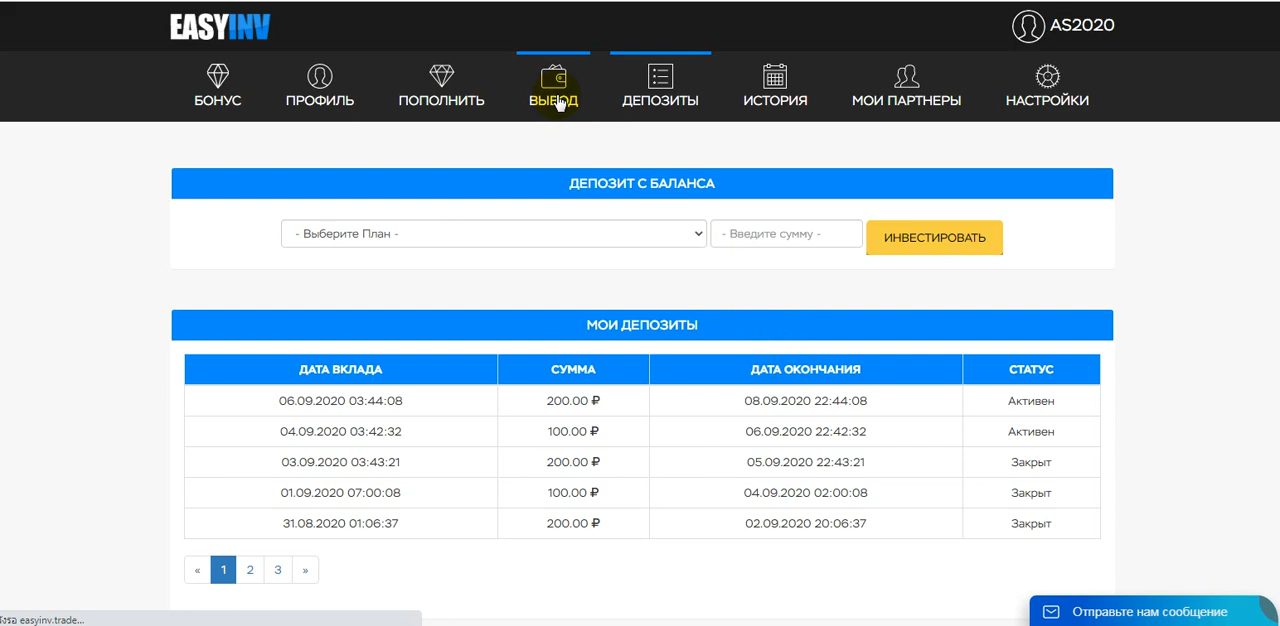 EASYINV
AS2020
БОНУС ПРОФИЛЬ ПОПОЛНИТЬ ВЫВОД ДЕПОЗИТЫ ИСТОРИЯ МОИ ПАРТНЕРЫ НАСТРОЙКИ
ДЕПОЗИТ С БАЛАНСА
- Выберите План - - Введите сумму - ИНВЕСТИРОВАТЬ
МОИ ДЕПОЗИТЫ
ДАТА ВКЛАДА СУММА ДАТА ОКОНЧАНИЯ СТАТУС
06.09.2020 03:44:08 200.00 ₽ 08.09.2020 22:44:08 Активен
04.09.2020 03:42:32 100.00 ₽ 06.09.2020 22:42:32 Активен
03.09.2020 03:43:21 200.00 ₽ 05.09.2020 22:43:21 Закрыт
01.09.2020 07:00:08 100.00 ₽ 04.09.2020 02:00:08 Закрыт
31.08.2020 01:06:37 200.00 ₽ 02.09.2020 20:06:37 Закрыт
« 1 2 3 »
Отправьте нам сообщение
easyinv.trade...